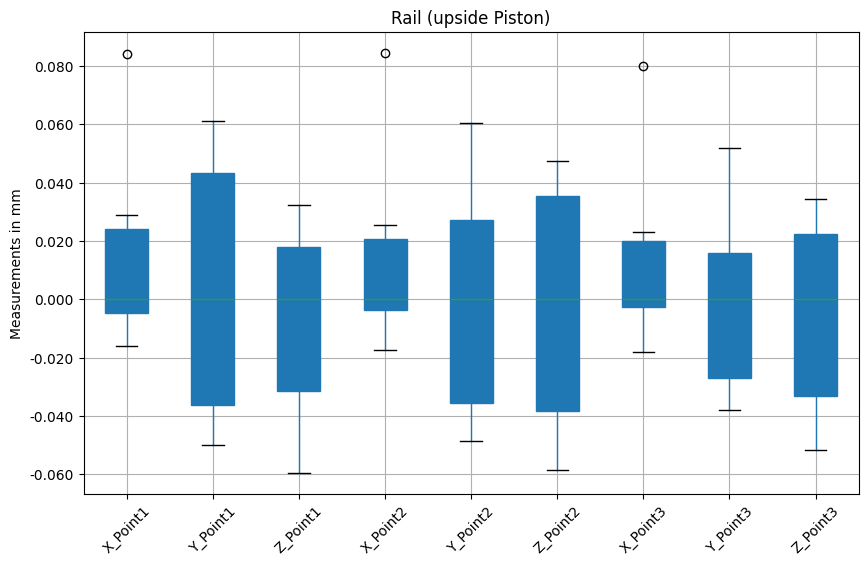 Rail (upside Piston)
Measurements in mm
0.080
0.060
0.040
0.020
0.000
-0.020
-0.040
-0.060
X_Point1
Y_Point1
Z_Point1
X_Point2
Y_Point2
Z_Point2
X_Point3
Y_Point3
Z_Point3